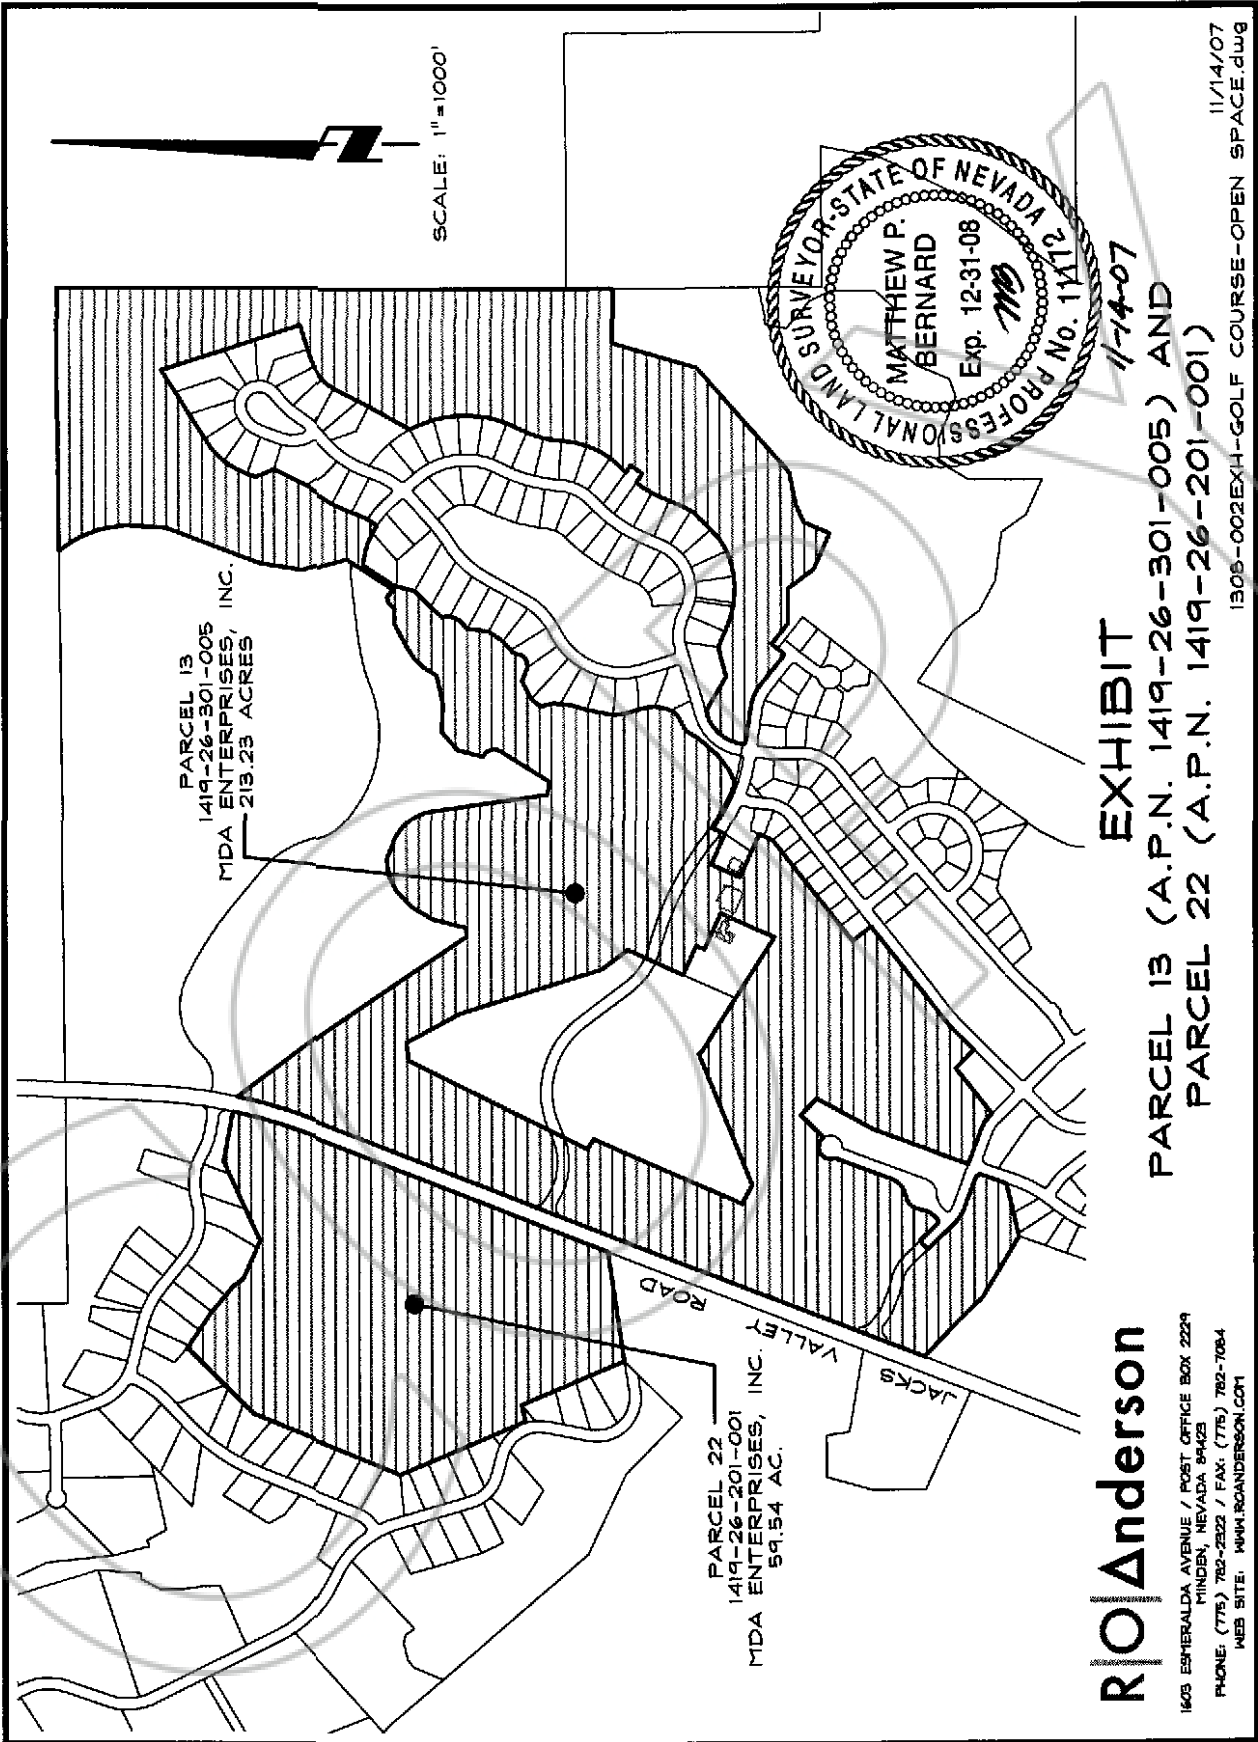 SCALE: 1"=1000'
PARCEL 13
1419-26-301-005
MDA ENTERPRISES, INC.
213.23 ACRES
PARCEL 22
1419-26-201-001
MDA ENTERPRISES, INC.
59.54 AC.
JACKS VALLEY ROAD
PROFESSIONAL LAND SURVEYOR-STATE OF NEVADA
No. 11172
MATTHEW P.
BERNARD
Exp. 12-31-08
11-14-07
EXHIBIT
PARCEL 13 (A.P.N. 1419-26-301-005) AND
PARCEL 22 (A.P.N. 1419-26-201-001)
R|O|Anderson
1603 ESMERALDA AVENUE / POST OFFICE BOX 2229
MINDEN, NEVADA 89423
PHONE: (775) 782-2322 / FAX: (775) 782-7084
WEB SITE: WWW.ROANDERSON.COM
11/14/07
1308-002EXH-GOLF COURSE-OPEN SPACE.dwg